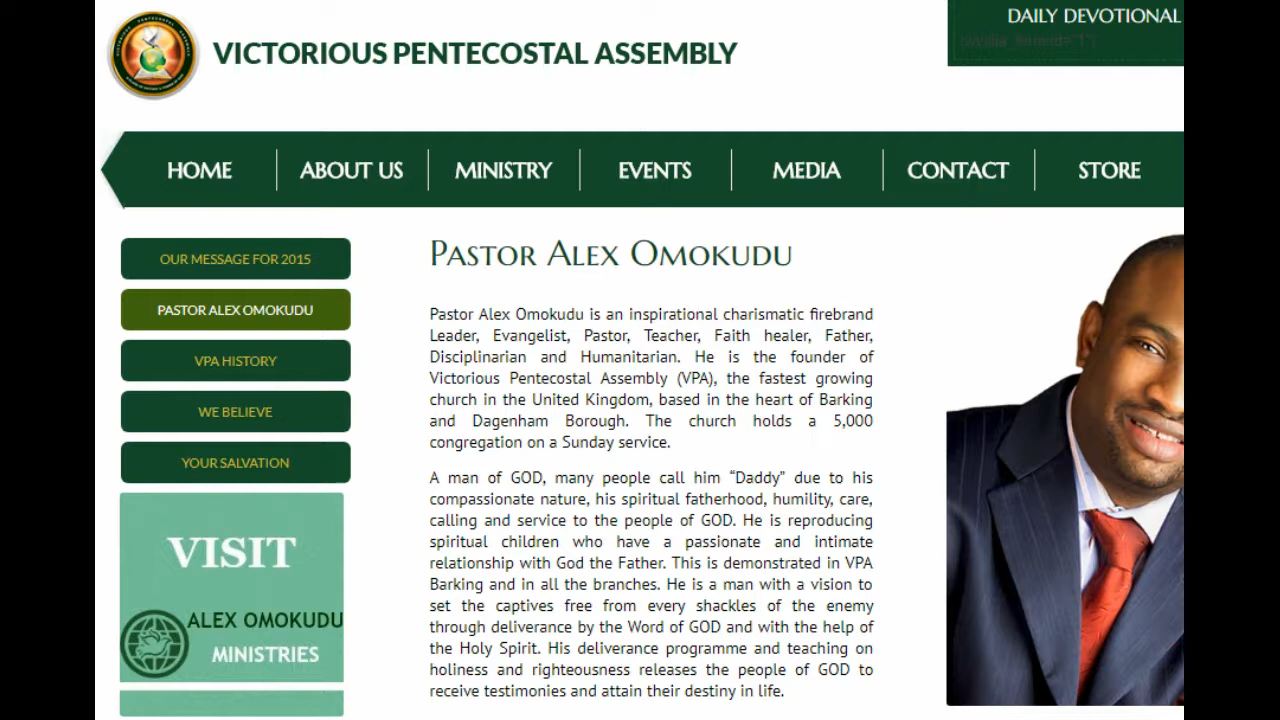 VICTORIOUS PENTECOSTAL ASSEMBLY
DAILY DEVOTIONAL
HOME
ABOUT US
MINISTRY
EVENTS
MEDIA
CONTACT
STORE
OUR MESSAGE FOR 2015
PASTOR ALEX OMOKUDU
VPA HISTORY
WE BELIEVE
YOUR SALVATION
VISIT
ALEX OMOKUDU
MINISTRIES
PASTOR ALEX OMOKUDU
Pastor Alex Omokudu is an inspirational charismatic firebrand
Leader, Evangelist, Pastor, Teacher, Faith healer, Father,
Disciplinarian and Humanitarian. He is the founder of
Victorious Pentecostal Assembly (VPA), the fastest growing
church in the United Kingdom, based in the heart of Barking
and Dagenham Borough. The church holds a 5,000
congregation on a Sunday service.
A man of GOD, many people call him “Daddy” due to his
compassionate nature, his spiritual fatherhood, humility, care,
calling and service to the people of GOD. He is reproducing
spiritual children who have a passionate and intimate
relationship with God the Father. This is demonstrated in VPA
Barking and in all the branches. He is a man with a vision to
set the captives free from every shackles of the enemy
through deliverance by the Word of GOD and with the help of
the Holy Spirit. His deliverance programme and teaching on
holiness and righteousness releases the people of GOD to
receive testimonies and attain their destiny in life.